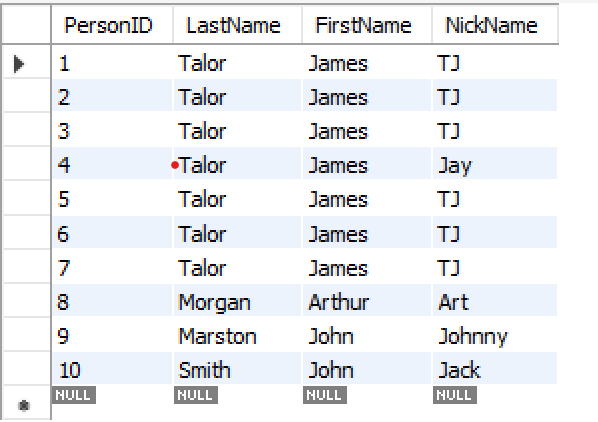 PersonID LastName FirstName NickName
1 Talor James TJ
2 Talor James TJ
3 Talor James TJ
4 Talor James Jay
5 Talor James TJ
6 Talor James TJ
7 Talor James TJ
8 Morgan Arthur Art
9 Marston John Johnny
10 Smith John Jack
NULL NULL NULL NULL